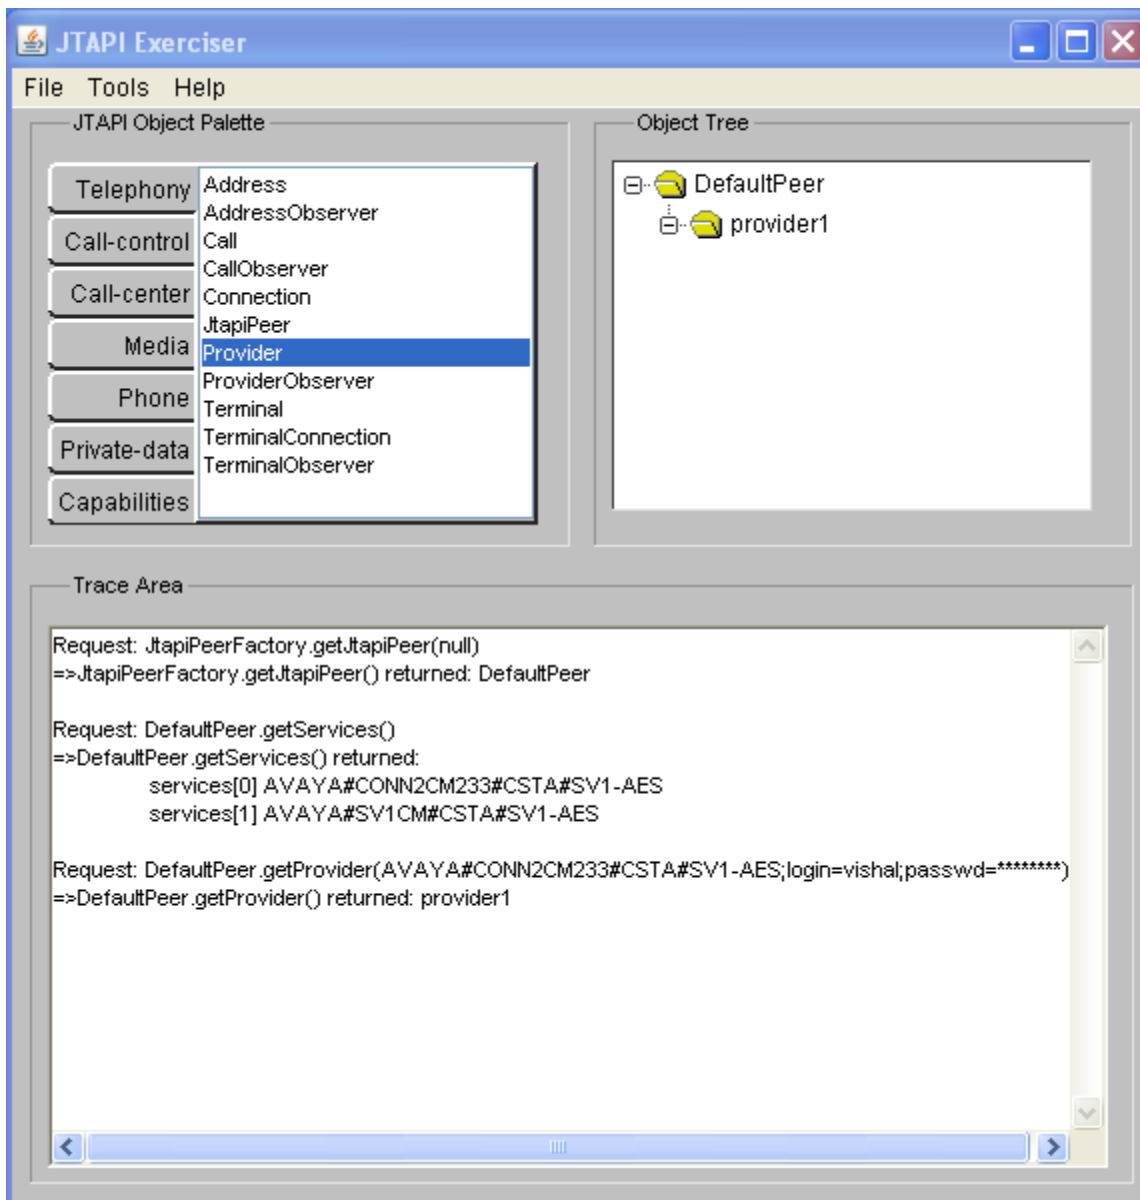 JTAPI Exerciser
File Tools Help
JTAPI Object Palette
Telephony
Call-control
Call-center
Media
Phone
Private-data
Capabilities
Address
AddressObserver
Call
CallObserver
Connection
JtapiPeer
Provider
ProviderObserver
Terminal
TerminalConnection
TerminalObserver
Object Tree
DefaultPeer
provider1
Trace Area
Request: JtapiPeerFactory.getJtapiPeer(null)
=>JtapiPeerFactory.getJtapiPeer() returned: DefaultPeer
Request: DefaultPeer.getServices()
=>DefaultPeer.getServices() returned:
services[0] AVAYA#CONN2CM233#CSTA#SV1-AES
services[1] AVAYA#SV1CM#CSTA#SV1-AES
Request: DefaultPeer.getProvider(AVAYA#CONN2CM233#CSTA#SV1-AES;login=vishal;passwd=********)
=>DefaultPeer.getProvider() returned: provider1